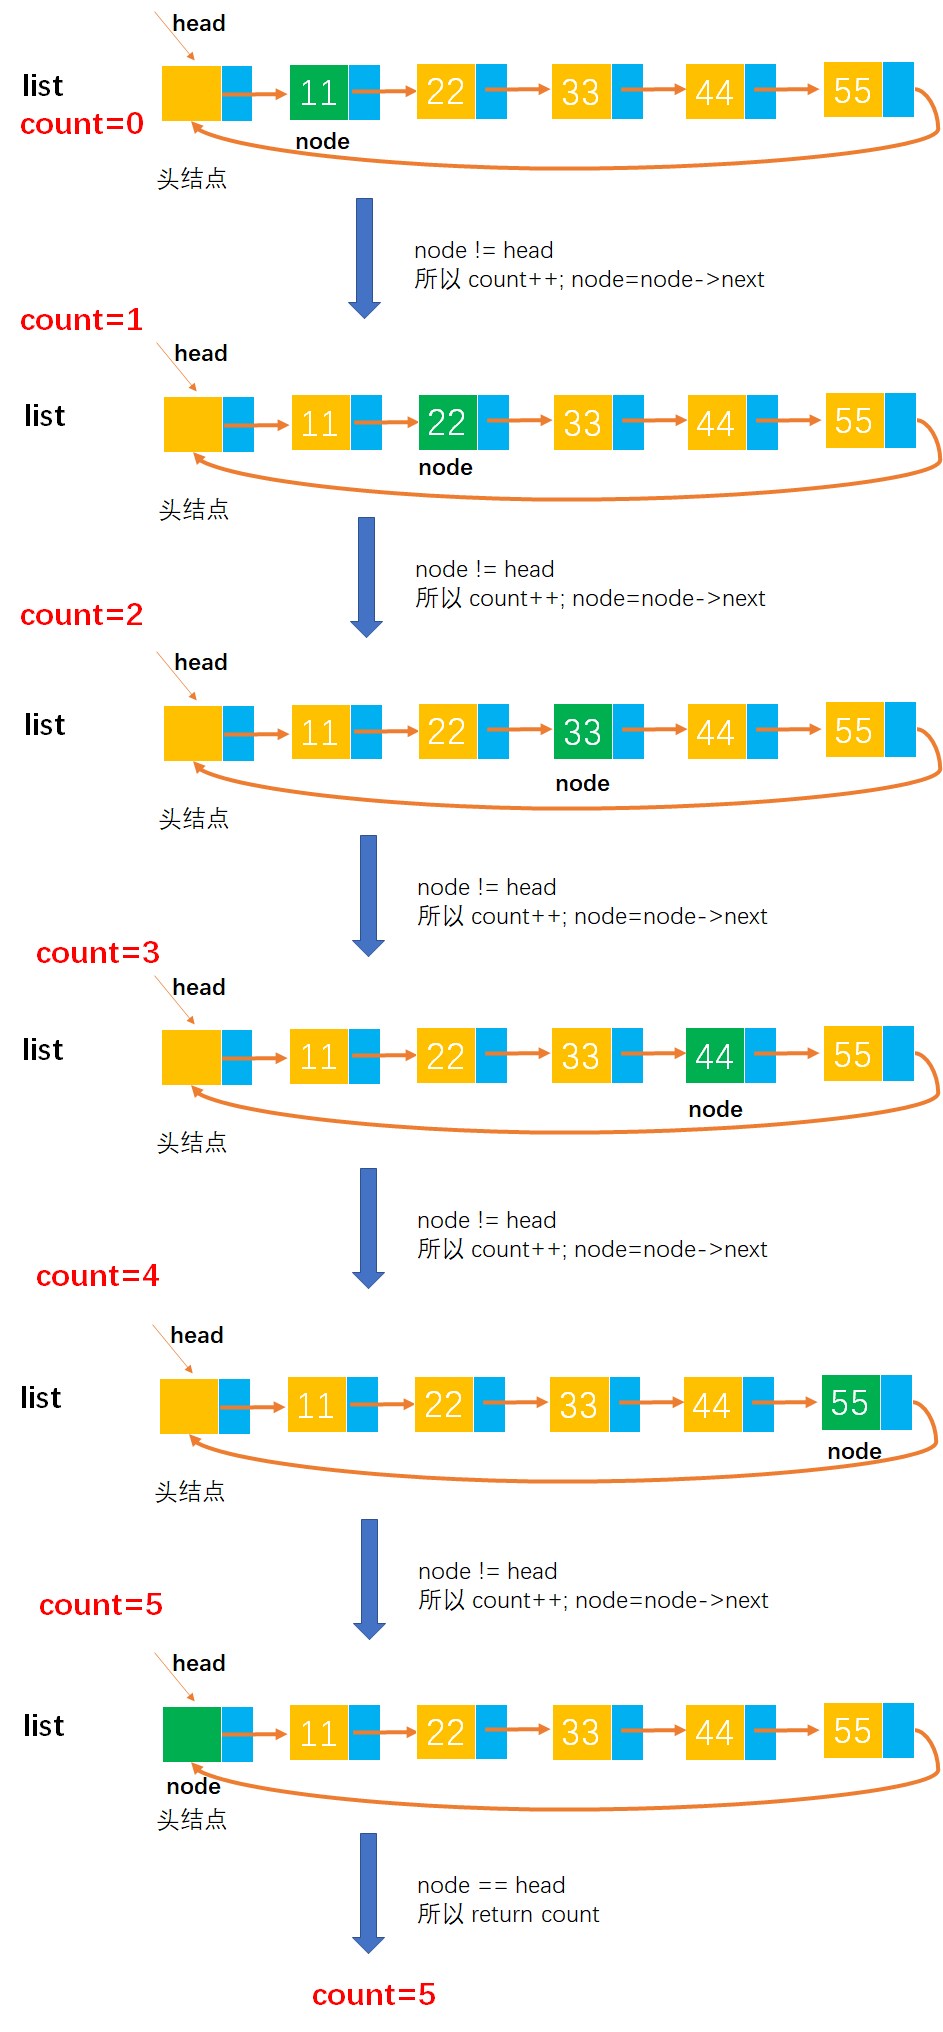 head
list
11 22 33 44 55
count=0
node
头结点
node != head
所以 count++; node=node->next
count=1
head
list
11 22 33 44 55
node
头结点
node != head
所以 count++; node=node->next
count=2
head
list
11 22 33 44 55
node
头结点
node != head
所以 count++; node=node->next
count=3
head
list
11 22 33 44 55
node
头结点
node != head
所以 count++; node=node->next
count=4
head
list
11 22 33 44 55
node
头结点
node != head
所以 count++; node=node->next
count=5
head
list
11 22 33 44 55
node
头结点
node == head
所以 return count
count=5